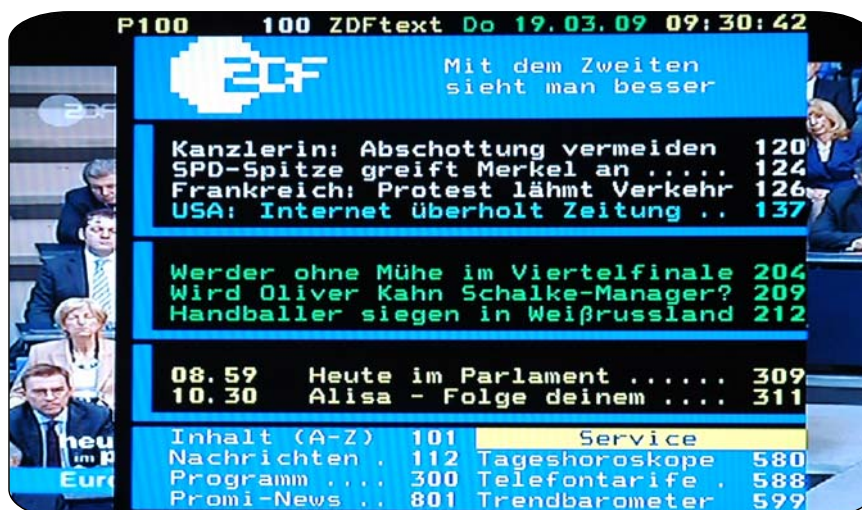 P100 100 ZDFtext Do 19.03.09 09:30:42
ZDF
Mit dem Zweiten
sieht man besser
ZDF
Kanzlerin: Abschottung vermeiden 120
SPD-Spitze greift Merkel an ..... 124
Frankreich: Protest lähmt Verkehr 126
USA: Internet überholt Zeitung .. 137
Werder ohne Mühe im Viertelfinale 204
Wird Oliver Kahn Schalke-Manager? 209
Handballer siegen in Weißrussland 212
08.59 Heute im Parlament ...... 309
10.30 Alisa - Folge deinem .... 311
Inhalt (A-Z) 101 Service
Nachrichten . 112 Tageshoroskope 580
Programm .... 300 Telefontarife . 588
Promi-News .. 801 Trendbarometer 599
heu
im p
Euro